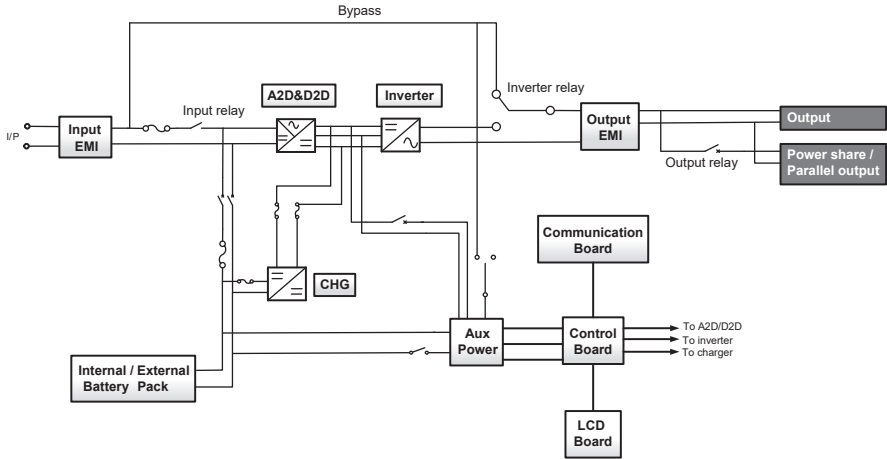 Bypass
A2D&D2D
Inverter
Inverter relay
Input relay
I/P
Input
EMI
Output
EMI
Output
Power share /
Parallel output
Output relay
Communication
Board
CHG
Aux
Power
Control
Board
To A2D/D2D
To inverter
To charger
Internal / External
Battery Pack
LCD
Board